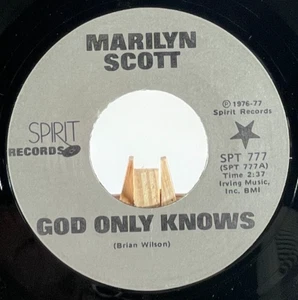 MARILYN
SCOTT
℗ 1976-77
Spirit Records
SPIRIT
RECORDS
SPT 777
(SPT 777A)
Time 2:37
Irving Music,
Inc. BMI
GOD ONLY KNOWS
(Brian Wilson)